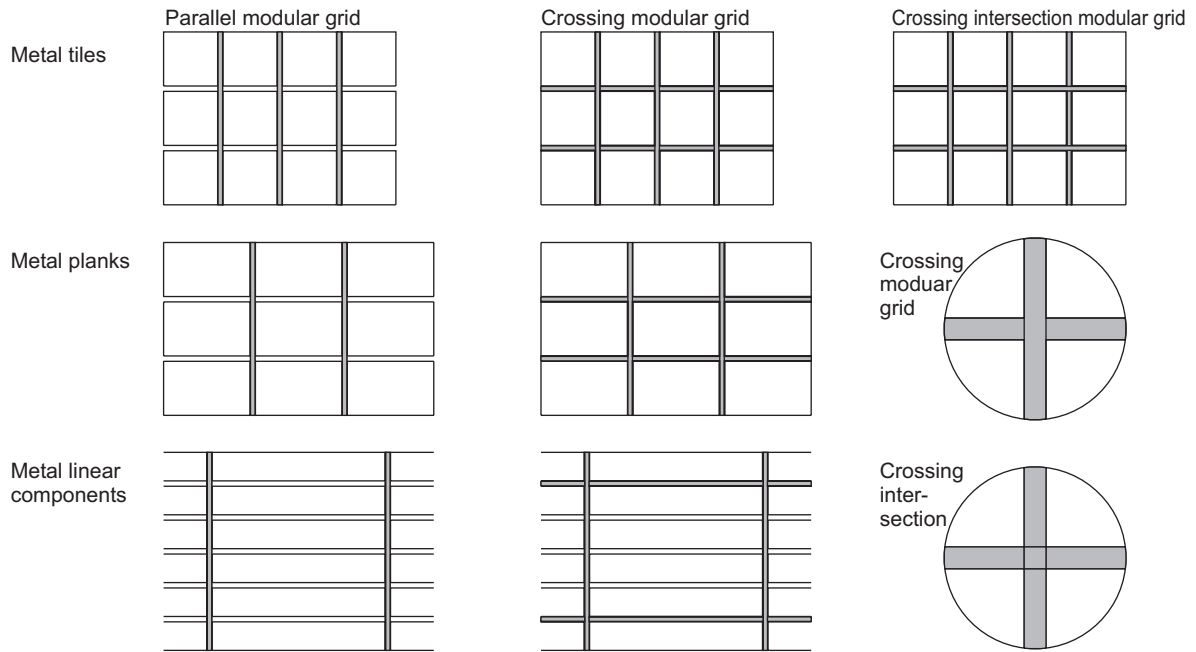 Parallel modular grid
Crossing modular grid
Crossing intersection modular grid
Metal tiles
Metal planks
Crossing
moduar
grid
Metal linear
components
Crossing
inter-
section